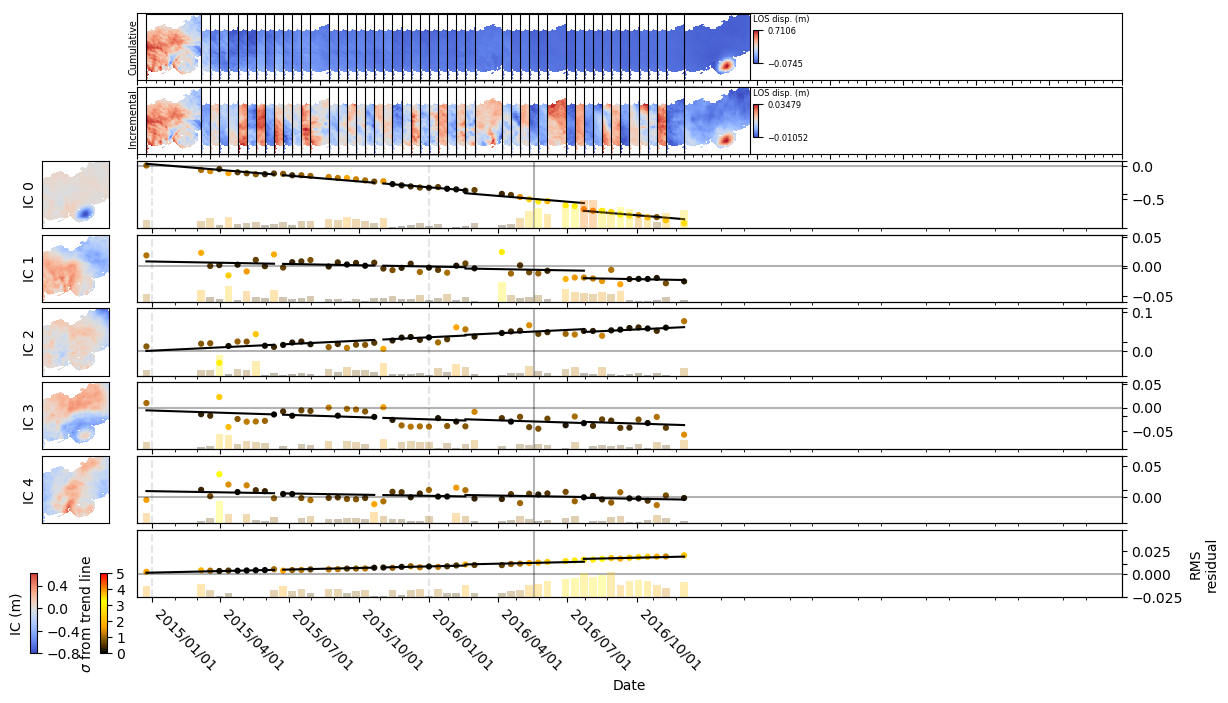 Cumulative
LOS disp. (m)
0.7106
−0.0745
Incremental
LOS disp. (m)
0.03479
−0.01052
IC 0
0.0
−0.5
IC 1
0.05
0.00
−0.05
IC 2
0.1
0.0
IC 3
0.05
0.00
−0.05
IC 4
0.05
0.00
0.025
0.000
−0.025
RMS
residual
IC (m)
0.4
0.0
−0.4
−0.8
σ from trend line
5
4
3
2
1
0
2015/01/01
2015/04/01
2015/07/01
2015/10/01
2016/01/01
2016/04/01
2016/07/01
2016/10/01
Date